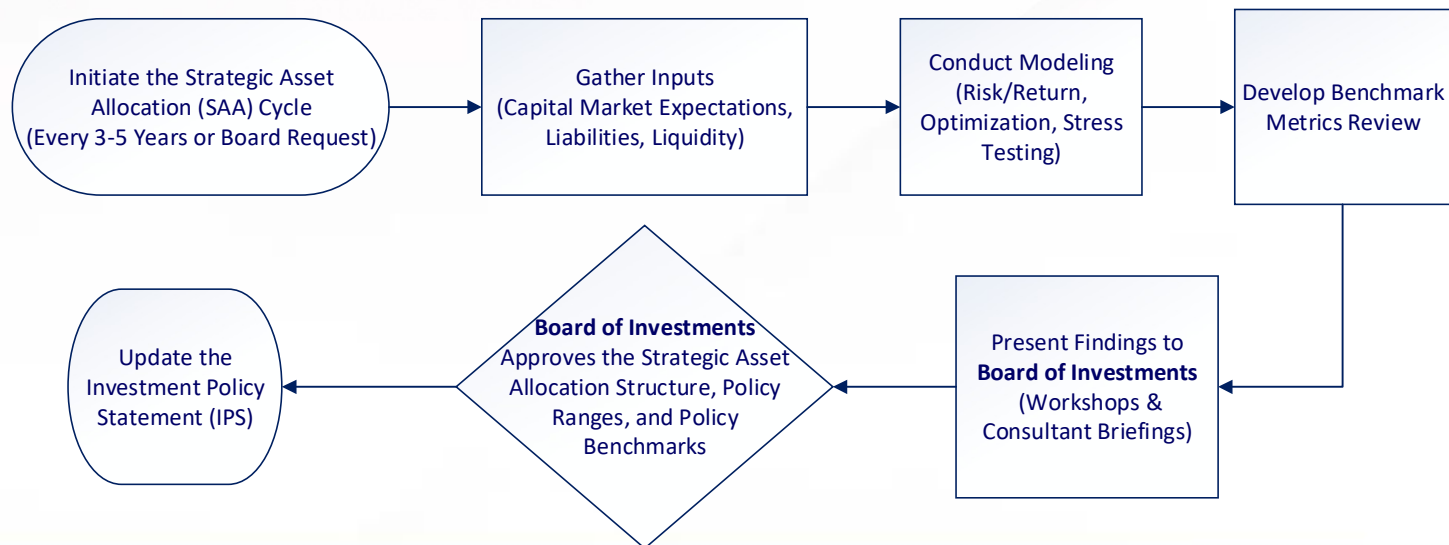 Initiate the Strategic Asset
Allocation (SAA) Cycle
(Every 3-5 Years or Board Request)
Gather Inputs
(Capital Market Expectations,
Liabilities, Liquidity)
Conduct Modeling
(Risk/Return,
Optimization, Stress
Testing)
Develop Benchmark
Metrics Review
Present Findings to
Board of Investments
(Workshops &
Consultant Briefings)
Board of Investments
Approves the Strategic Asset
Allocation Structure, Policy
Ranges, and Policy
Benchmarks
Update the
Investment Policy
Statement (IPS)